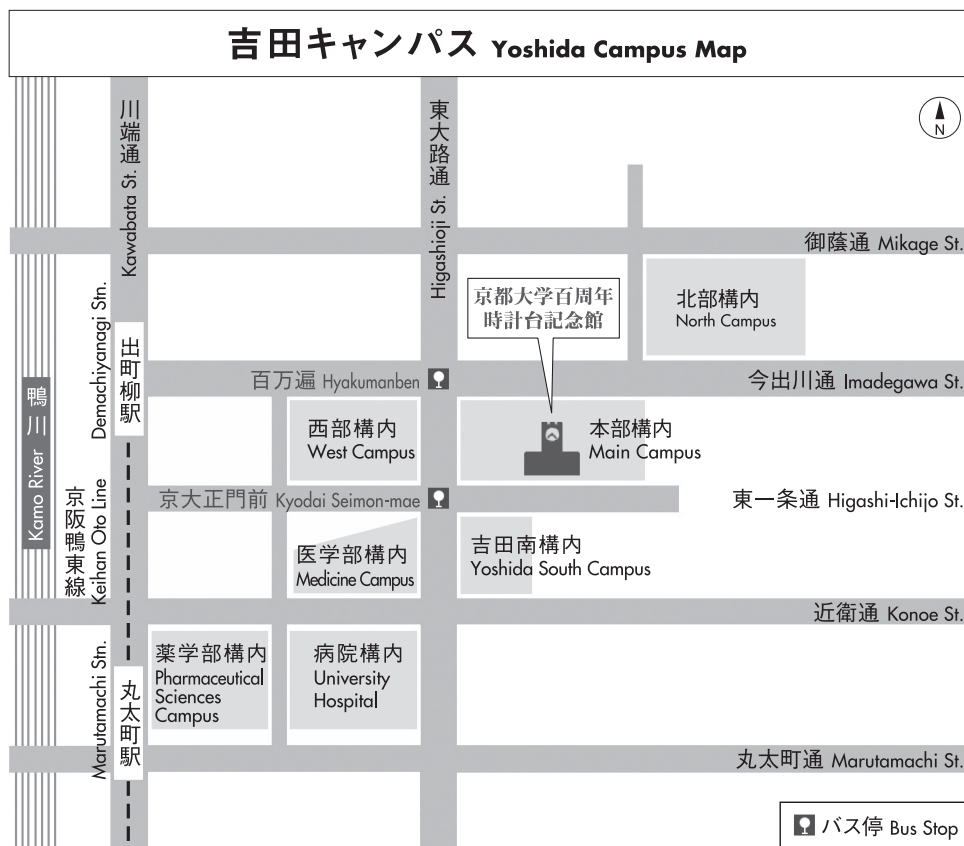 吉田キャンパス Yoshida Campus Map
川端通 Kawabata St.
東大路通 Higashioji St.
N
御蔭通 Mikage St.
京都大学百周年
時計台記念館
北部構内
North Campus
出町柳駅
Demachiyanagi Stn.
百万遍 Hyakumanben
今出川通 Imadegawa St.
鴨川 Kamo River
西部構内
West Campus
本部構内
Main Campus
京大正門前 Kyodai Seimon-mae
東一条通 Higashi-Ichijo St.
京阪鴨東線
Keihan Oto Line
医学部構内
Medicine Campus
吉田南構内
Yoshida South Campus
近衛通 Konoe St.
薬学部構内
Pharmaceutical
Sciences
Campus
病院構内
University
Hospital
丸太町駅
Marutamachi Stn.
丸太町通 Marutamachi St.
バス停 Bus Stop